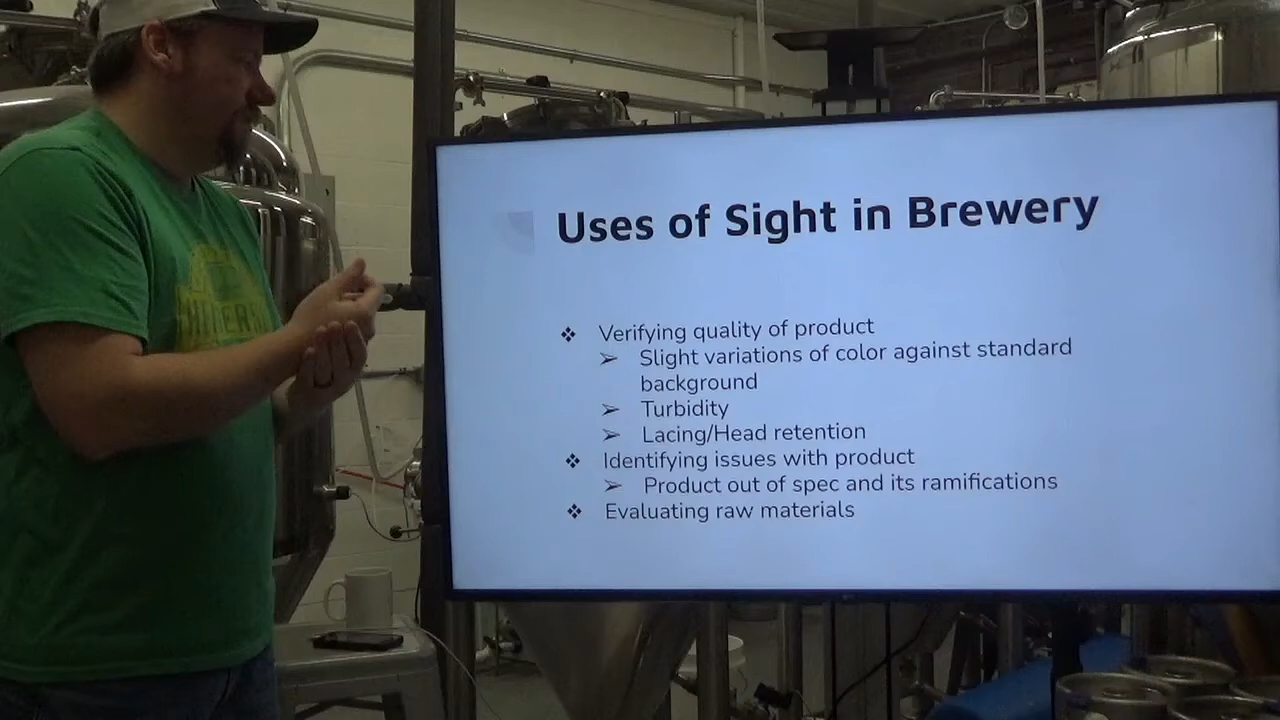 Uses of Sight in Brewery
❖ Verifying quality of product
➢ Slight variations of color against standard
background
➢ Turbidity
➢ Lacing/Head retention
❖ Identifying issues with product
➢ Product out of spec and its ramifications
❖ Evaluating raw materials